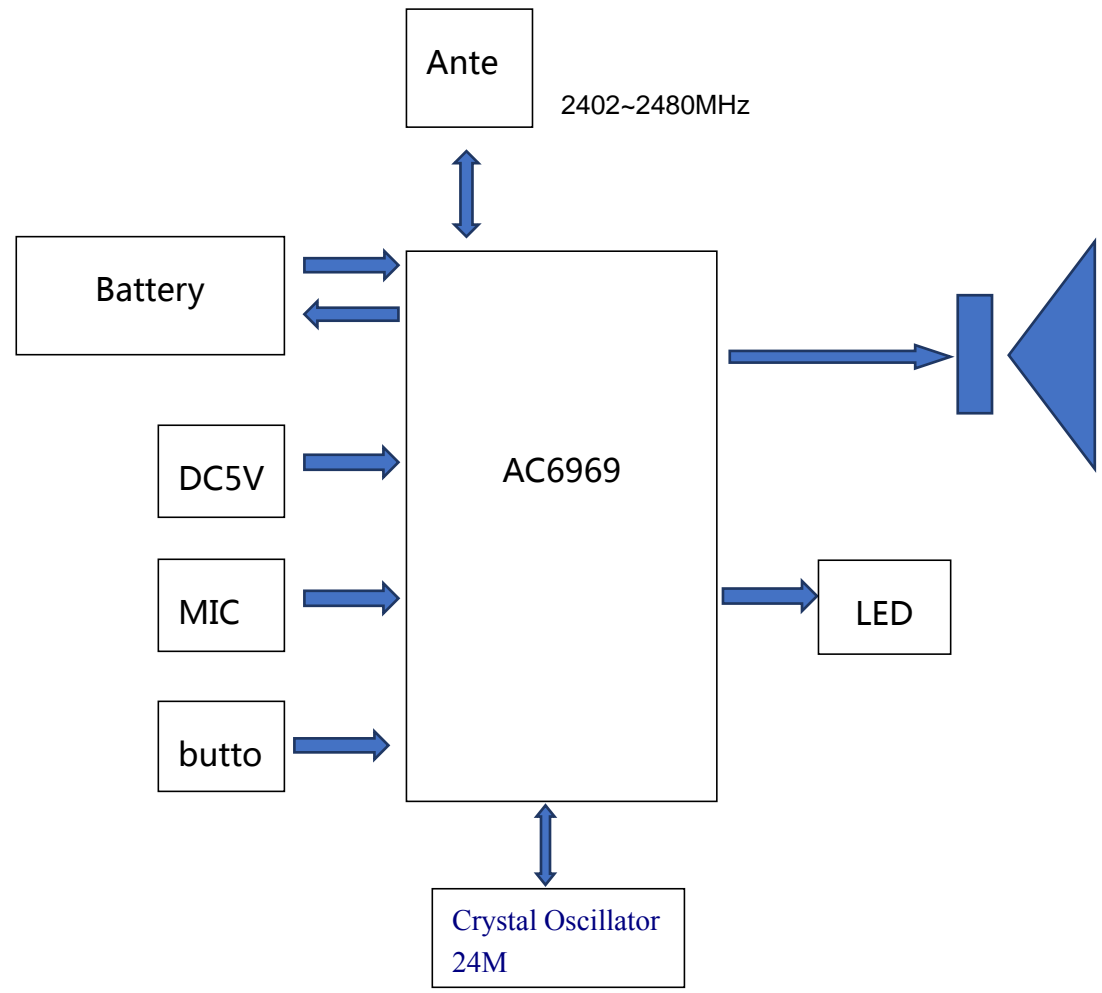 Ante
2402~2480MHz
Battery
DC5V
AC6969
MIC
LED
butto
Crystal Oscillator
24M